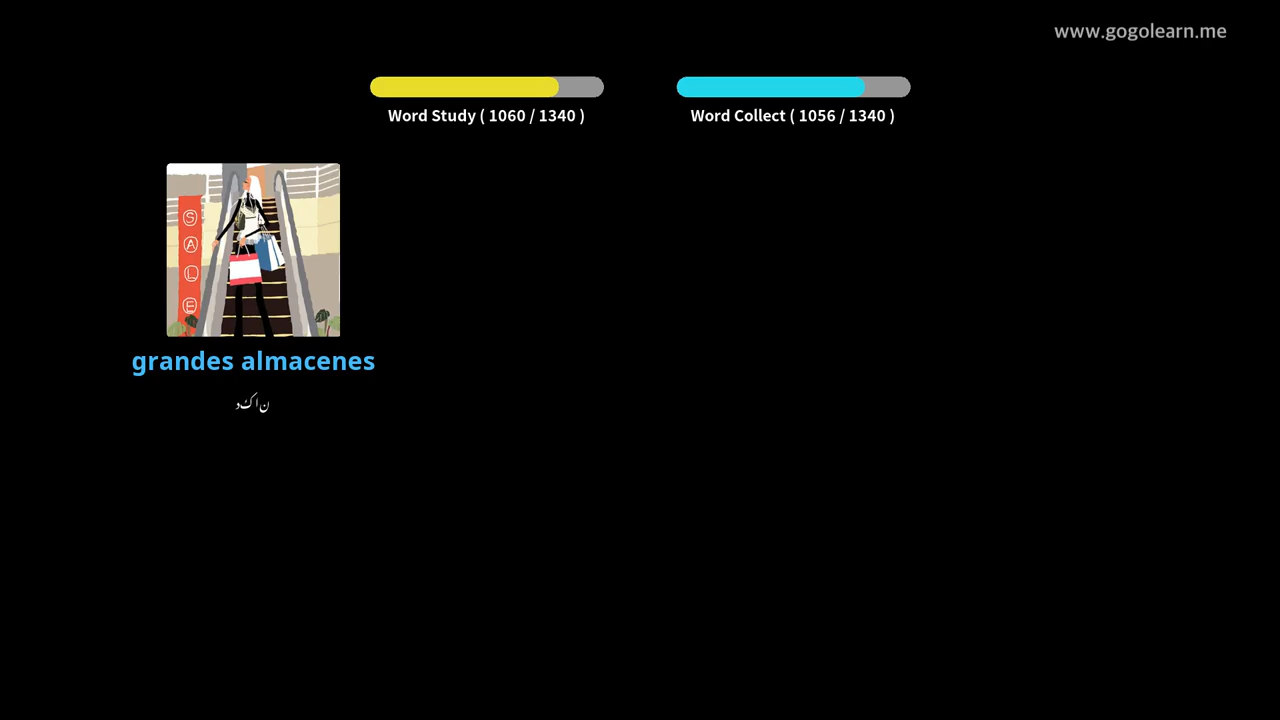 www.gogolearn.me
Word Study ( 1060 / 1340 )
Word Collect ( 1056 / 1340 )
S
A
L
E
grandes almacenes
دکان